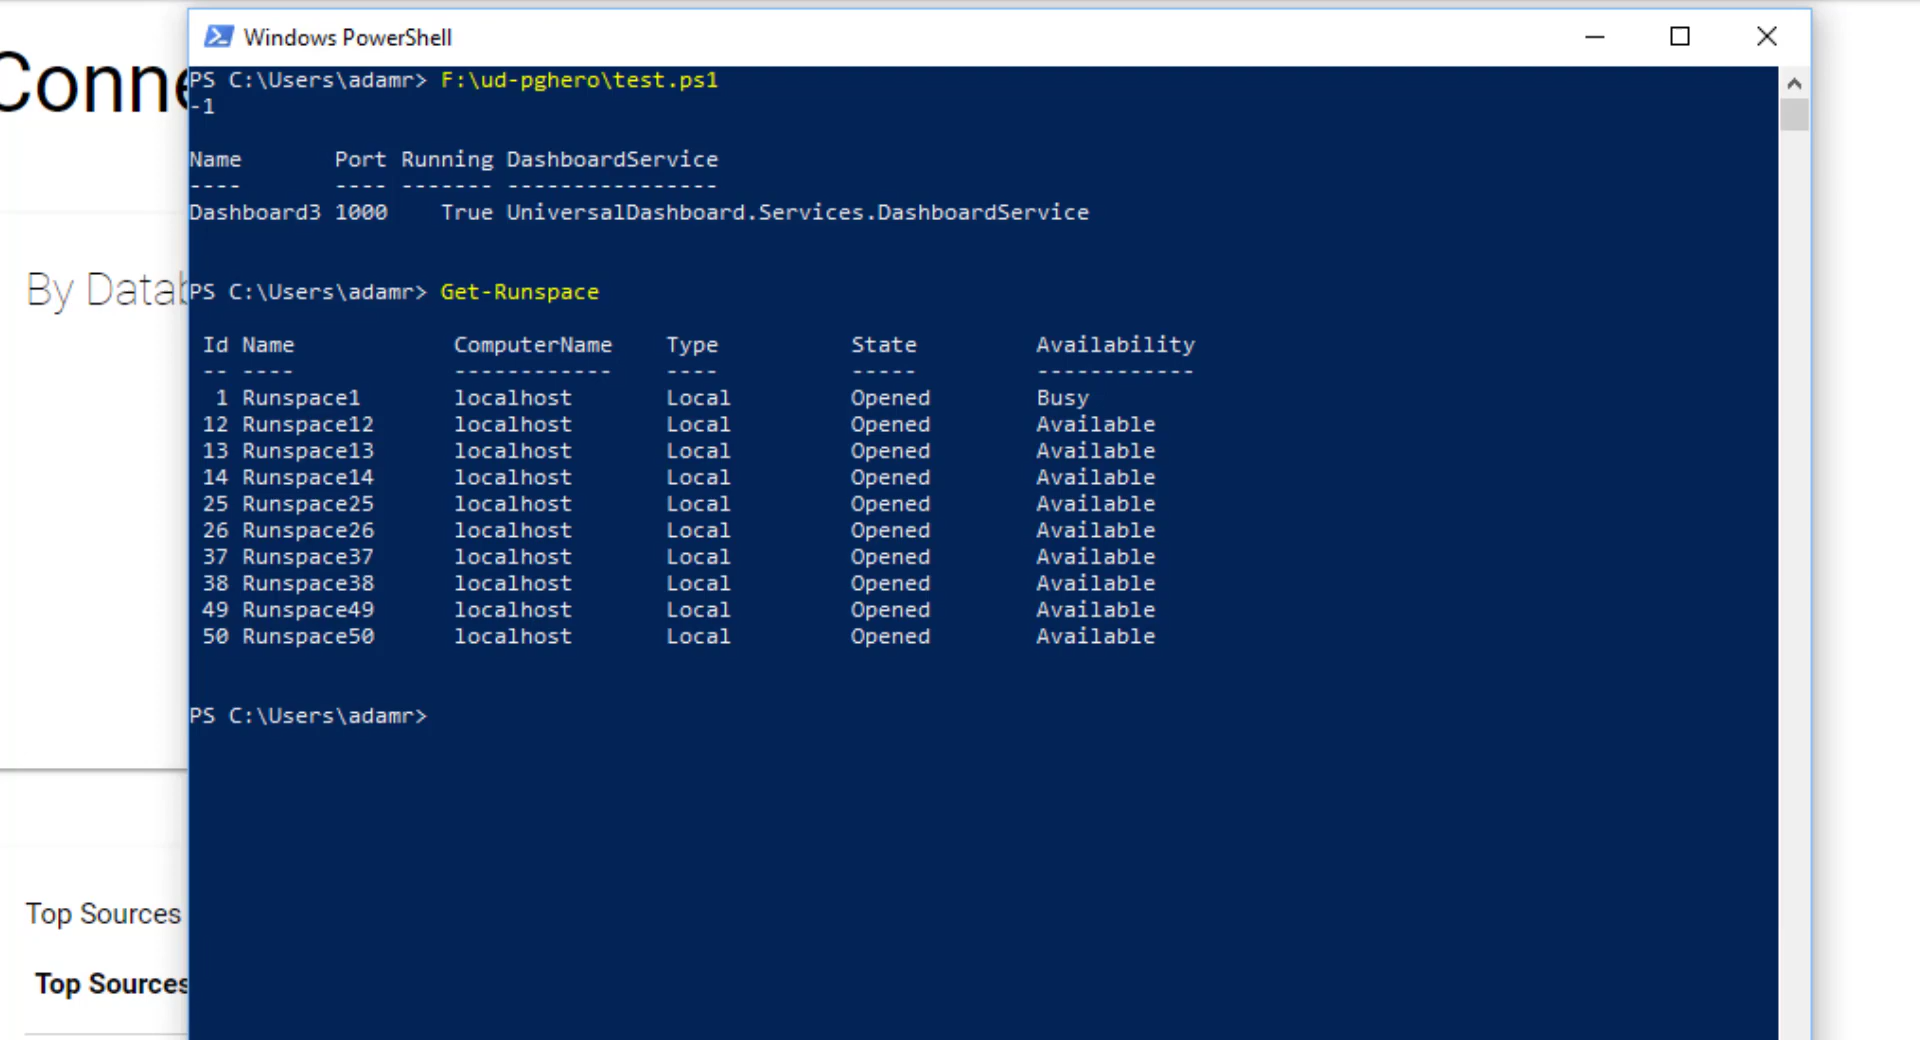 Windows PowerShell
Conne
PS C:\Users\adamr> F:\ud-pghero\test.ps1
-1
Name Port Running DashboardService
---- ---- ------- ----------------
Dashboard3 1000 True UniversalDashboard.Services.DashboardService
By Datab
PS C:\Users\adamr> Get-Runspace
Id Name ComputerName Type State Availability
-- ---- ------------ ---- ----- ------------
1 Runspace1 localhost Local Opened Busy
12 Runspace12 localhost Local Opened Available
13 Runspace13 localhost Local Opened Available
14 Runspace14 localhost Local Opened Available
25 Runspace25 localhost Local Opened Available
26 Runspace26 localhost Local Opened Available
37 Runspace37 localhost Local Opened Available
38 Runspace38 localhost Local Opened Available
49 Runspace49 localhost Local Opened Available
50 Runspace50 localhost Local Opened Available
PS C:\Users\adamr>
Top Sources
Top Sources